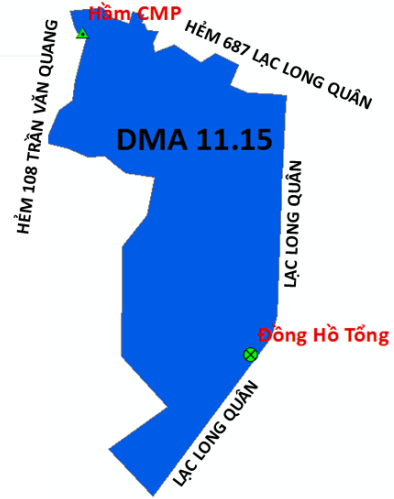 Hầm CMP
HẺM 687 LẠC LONG QUÂN
HẺM 108 TRẦN VĂN QUANG
DMA 11.15
LẠC LONG QUÂN
Đồng Hồ Tổng
LẠC LONG QUÂN